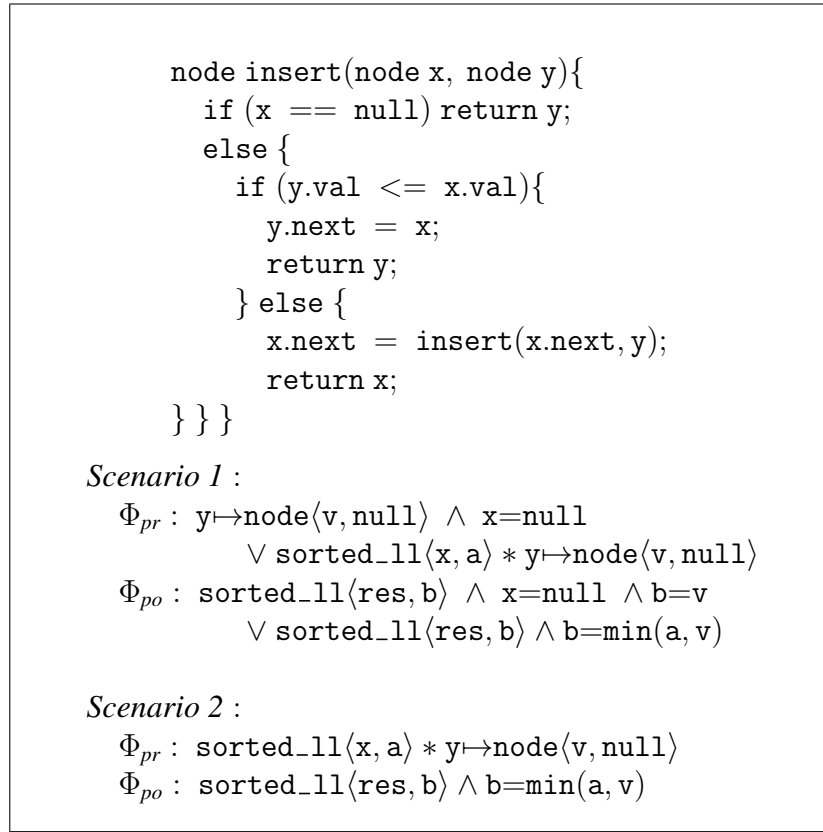 node insert(node x, node y){
if (x == null) return y;
else {
if (y.val <= x.val){
y.next = x;
return y;
} else {
x.next = insert(x.next, y);
return x;
} } }
Scenario 1 :
Φpr : y↦node⟨v, null⟩ ∧ x=null
∨ sorted_ll⟨x, a⟩ * y↦node⟨v, null⟩
Φpo : sorted_ll⟨res, b⟩ ∧ x=null ∧ b=v
∨ sorted_ll⟨res, b⟩ ∧ b=min(a, v)
Scenario 2 :
Φpr : sorted_ll⟨x, a⟩ * y↦node⟨v, null⟩
Φpo : sorted_ll⟨res, b⟩ ∧ b=min(a, v)